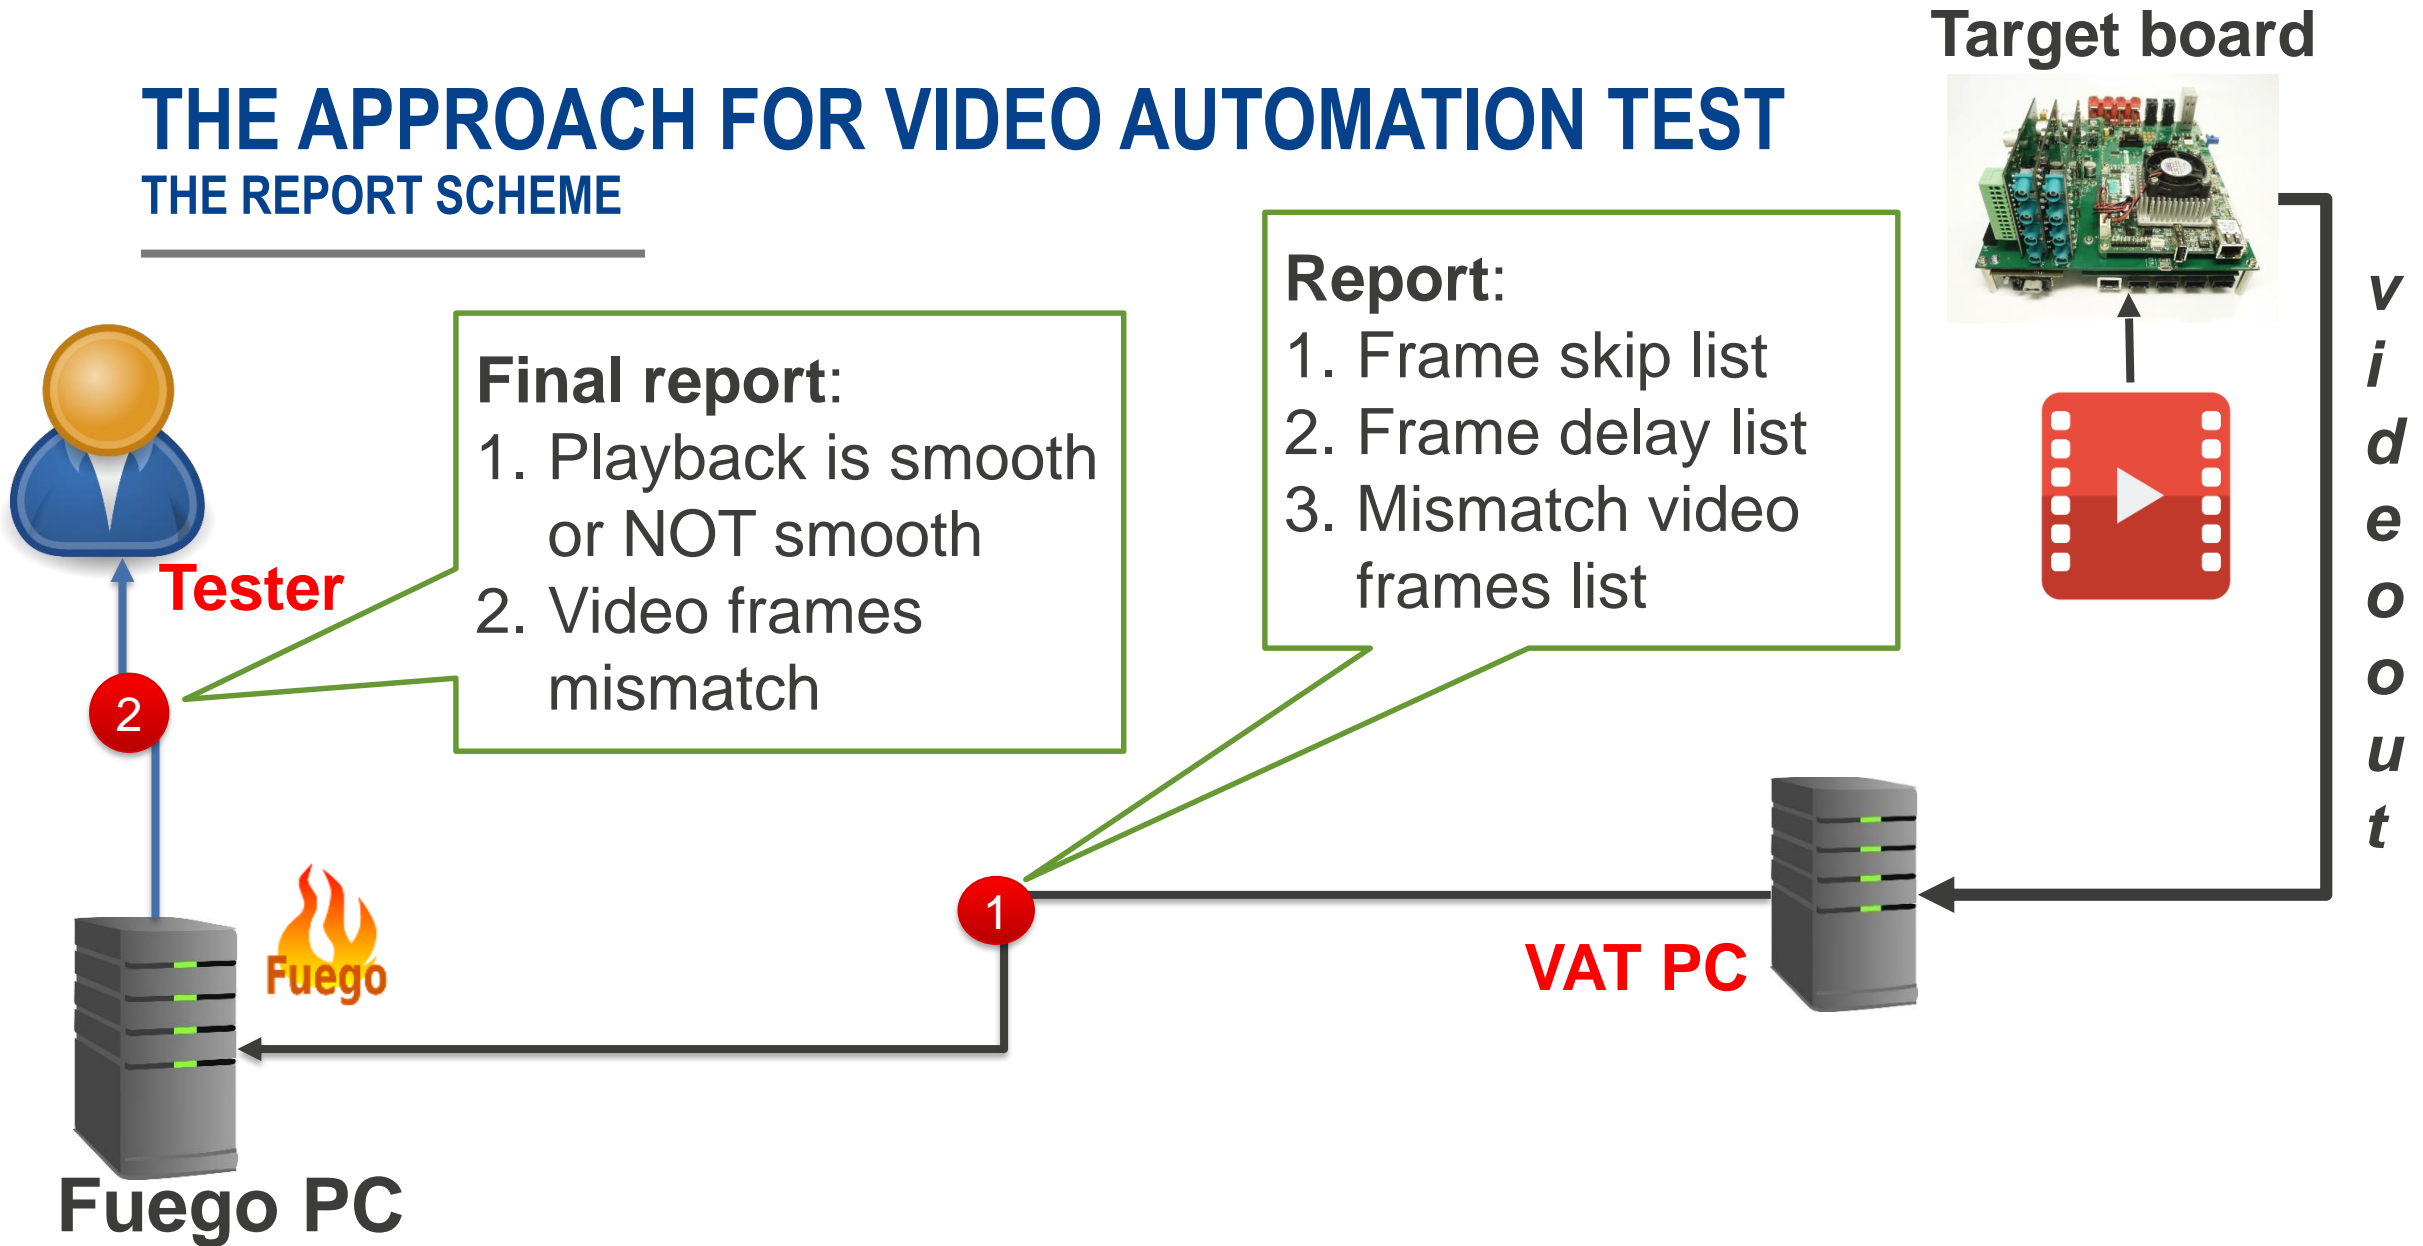 Target board
THE APPROACH FOR VIDEO AUTOMATION TEST
THE REPORT SCHEME
Final report:
1. Playback is smooth
or NOT smooth
2. Video frames
mismatch
Report:
1. Frame skip list
2. Frame delay list
3. Mismatch video
frames list
videoout
Tester
2
1
VAT PC
Fuego
Fuego PC